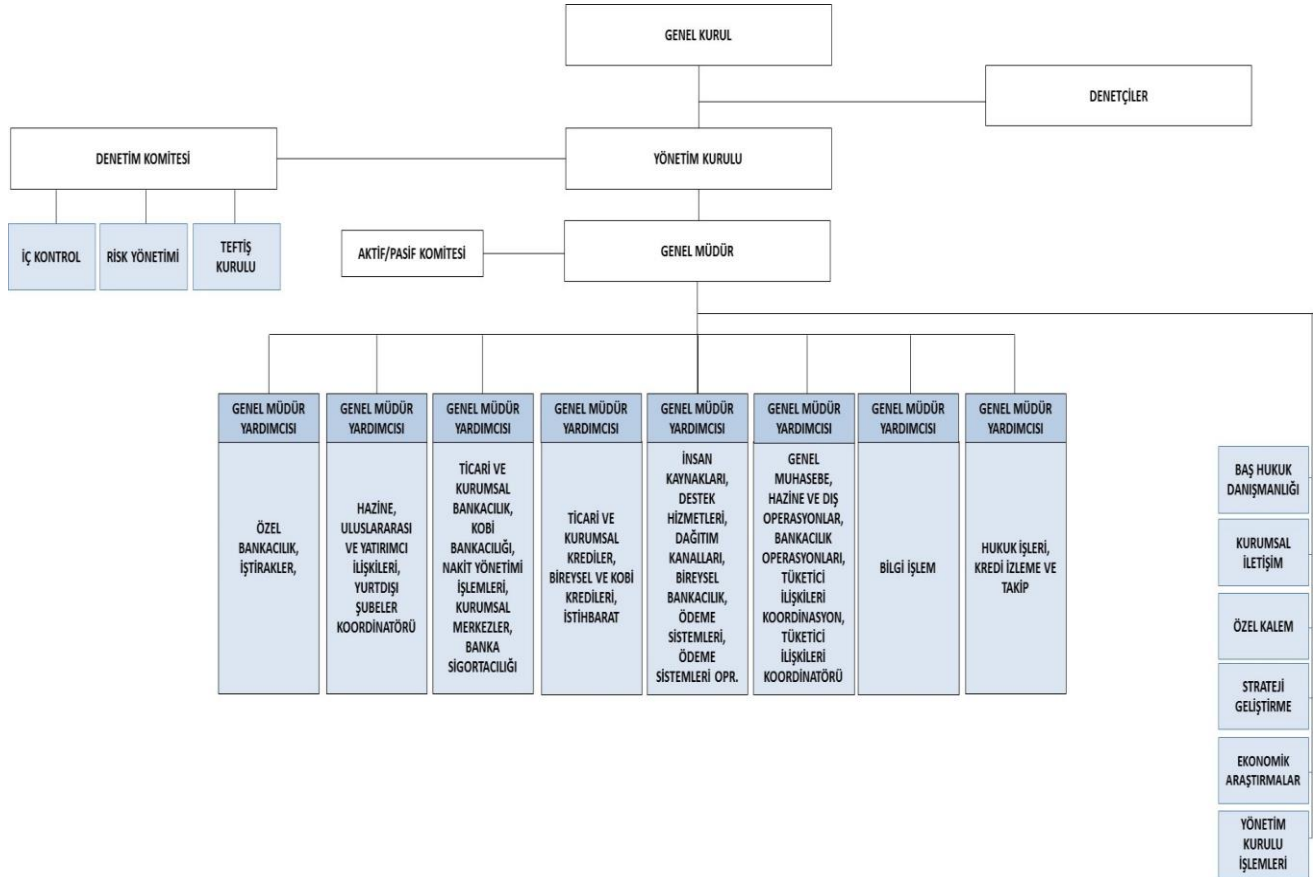 GENEL KURUL
DENETÇİLER
DENETİM KOMİTESİ
YÖNETİM KURULU
İÇ KONTROL
RİSK YÖNETİMİ
TEFTİŞ
KURULU
AKTİF/PASİF KOMİTESİ
GENEL MÜDÜR
GENEL MÜDÜR
YARDIMCISI
ÖZEL
BANKACILIK,
İŞTİRAKLER,
GENEL MÜDÜR
YARDIMCISI
HAZİNE,
ULUSLARARASI
VE YATIRIMCI
İLİŞKİLERİ,
YURTDIŞI
ŞUBELER
KOORDİNATÖRÜ
GENEL MÜDÜR
YARDIMCISI
TİCARİ VE
KURUMSAL
BANKACILIK,
KOBİ
BANKACILIĞI,
NAKİT YÖNETİMİ
İŞLEMLERİ,
KURUMSAL
MERKEZLER,
BANKA
SİGORTACILIĞI
GENEL MÜDÜR
YARDIMCISI
TİCARİ VE
KURUMSAL
KREDİLER,
BİREYSEL VE KOBİ
KREDİLERİ,
İSTİHBARAT
GENEL MÜDÜR
YARDIMCISI
İNSAN
KAYNAKLARI,
DESTEK
HİZMETLERİ,
DAĞITIM
KANALLARI,
BİREYSEL
BANKACILIK,
ÖDEME
SİSTEMLERİ,
ÖDEME
SİSTEMLERİ OPR.
GENEL MÜDÜR
YARDIMCISI
GENEL
MUHASEBE,
HAZİNE VE DIŞ
OPERASYONLAR,
BANKACILIK
OPERASYONLARI,
TÜKETİCİ
İLİŞKİLERİ
KOORDİNASYON,
TÜKETİCİ
İLİŞKİLERİ
KOORDİNATÖRÜ
GENEL MÜDÜR
YARDIMCISI
BİLGİ İŞLEM
GENEL MÜDÜR
YARDIMCISI
HUKUK İŞLERİ,
KREDİ İZLEME VE
TAKİP
BAŞ HUKUK
DANIŞMANLIĞI
KURUMSAL
İLETİŞİM
ÖZEL KALEM
STRATEJİ
GELİŞTİRME
EKONOMİK
ARAŞTIRMALAR
YÖNETİM
KURULU
İŞLEMLERİ